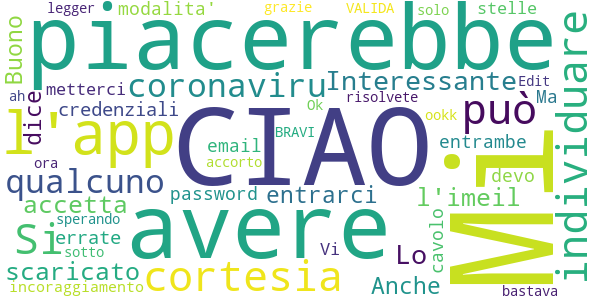 legger modalita' grazie VALIDA solo stelle
piacerebbe
Buono
coronaviru Interessante Edit
ah dice metterci risolvete Ma
credenziali Ok può individuare
l'app CIAO ookk
BRAVI entrambe
ora email
accorto Mi
qualcuno password entrarci devo
accetta avere l'imeil
sperando
Si errate Vi Lo cavolo
sotto
scaricato cortesia Anche
incoraggiamento bastava